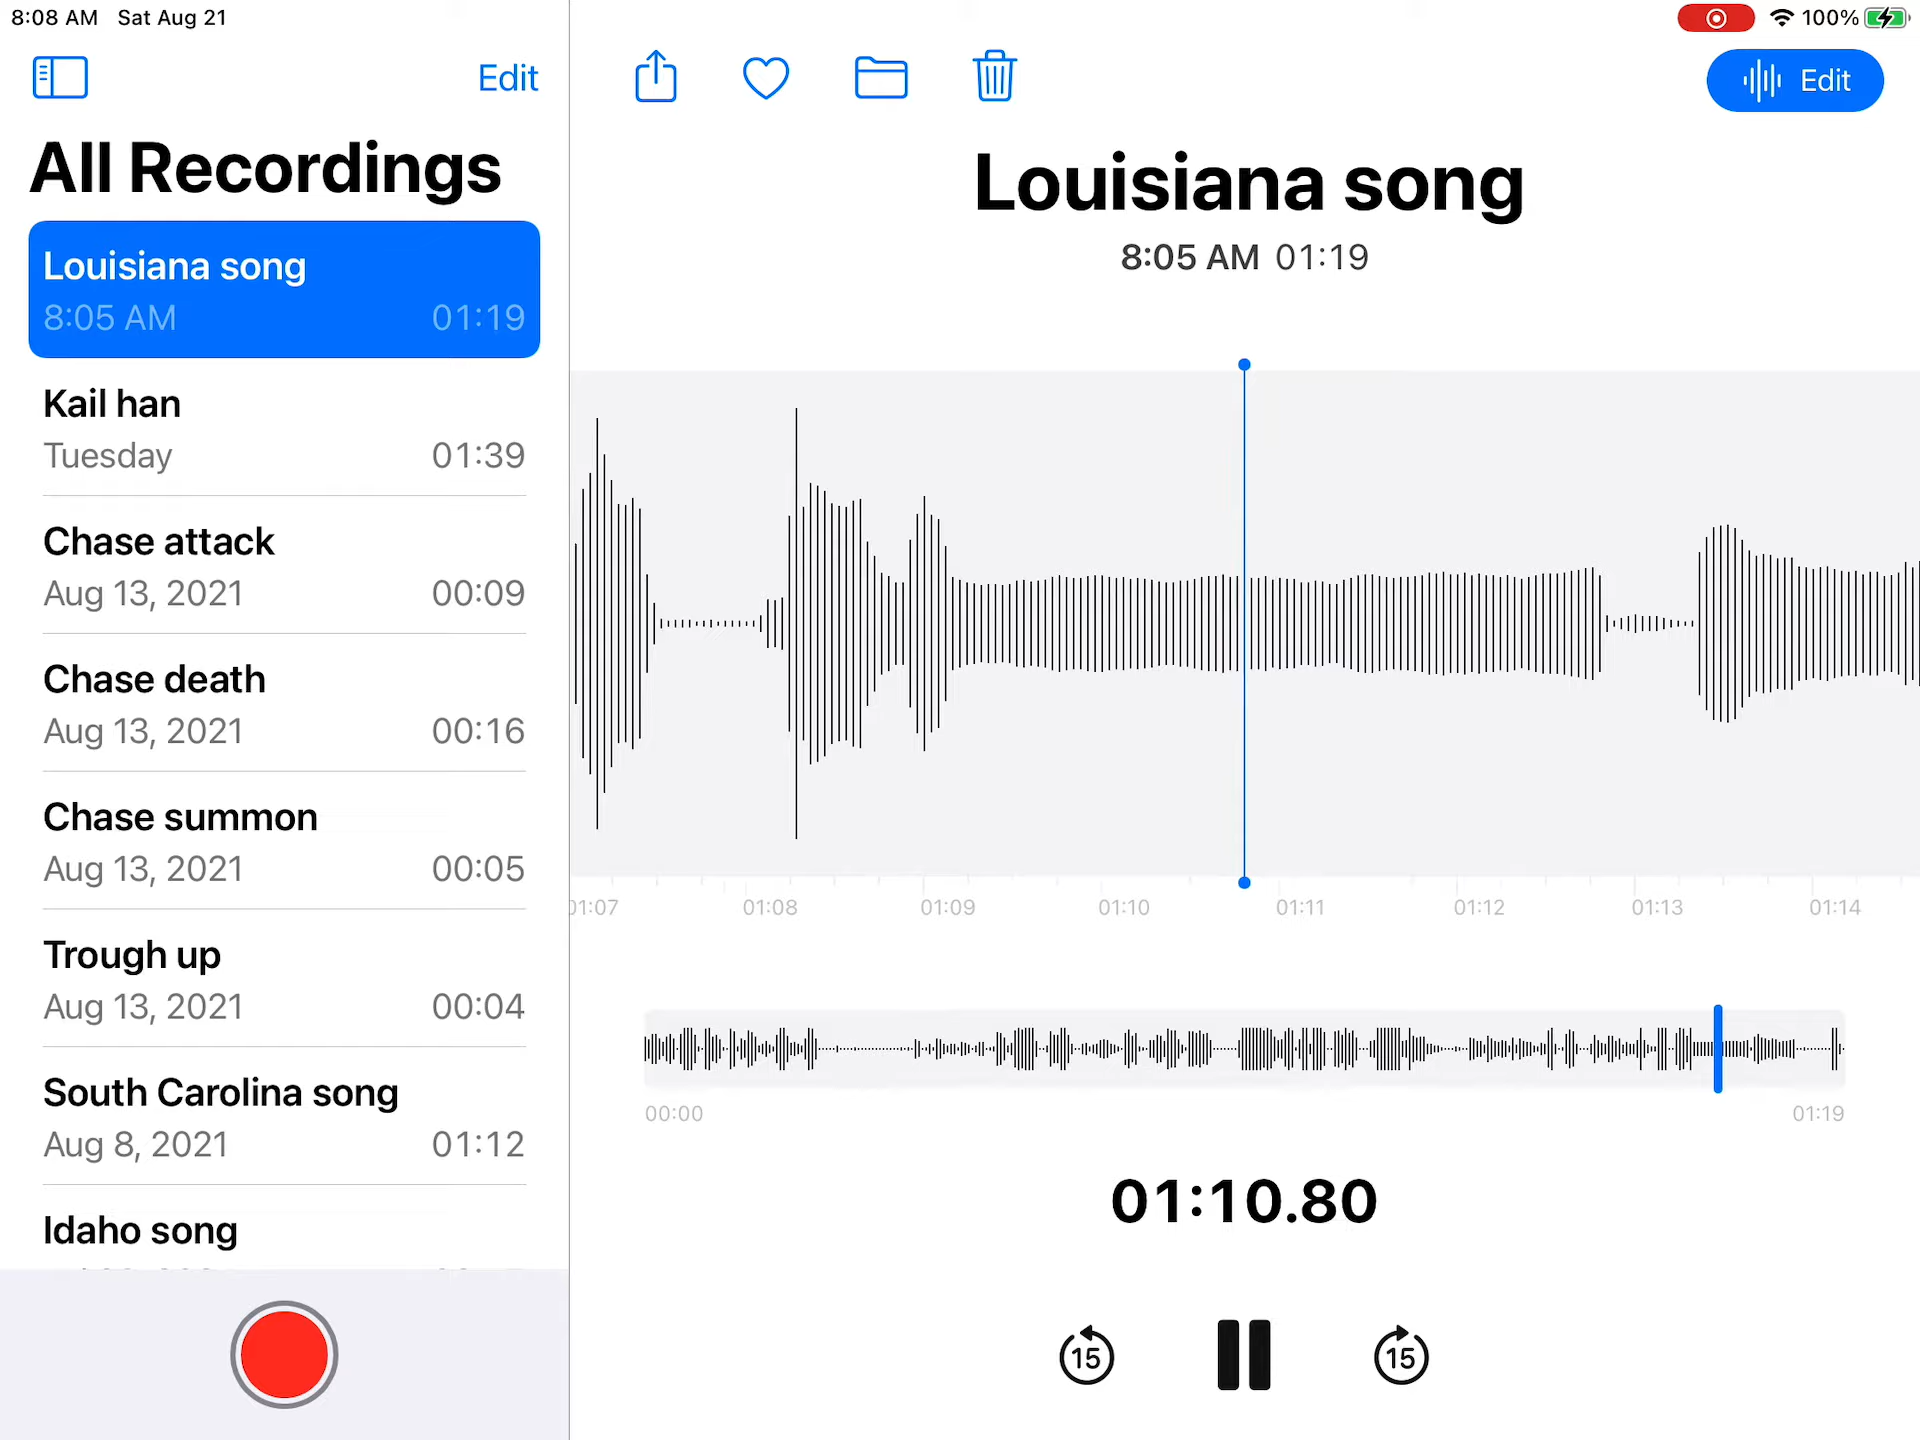 8:08 AM Sat Aug 21
100%
Edit
Edit
All Recordings
Louisiana song
8:05 AM 01:19
Kail han
Tuesday 01:39
Chase attack
Aug 13, 2021 00:09
Chase death
Aug 13, 2021 00:16
Chase summon
Aug 13, 2021 00:05
Trough up
Aug 13, 2021 00:04
South Carolina song
Aug 8, 2021 01:12
Idaho song
Louisiana song
8:05 AM 01:19
01:07 01:08 01:09 01:10 01:11 01:12 01:13 01:14
00:00 01:19
01:10.80
15 15